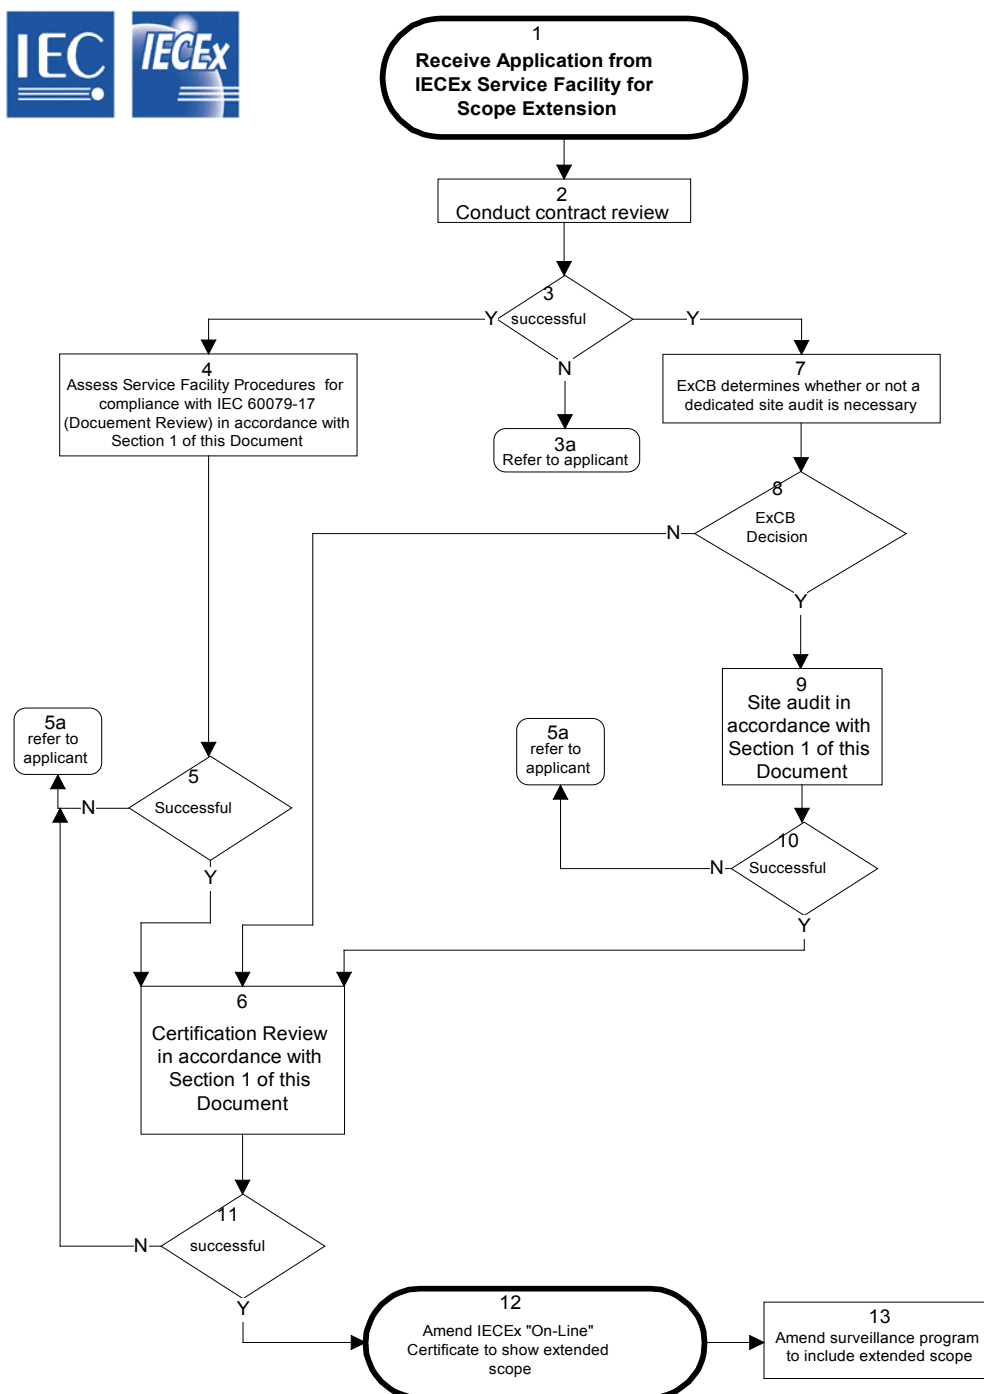 IEC
IECEx
1
Receive Application from
IECEx Service Facility for
Scope Extension
2
Conduct contract review
3
successful
Y
Y
N
4
Assess Service Facility Procedures for
compliance with IEC 60079-17
(Docuement Review) in accordance with
Section 1 of this Document
7
ExCB determines whether or not a
dedicated site audit is necessary
3a
Refer to applicant
8
ExCB
Decision
N
Y
9
Site audit in
accordance with
Section 1 of this
Document
5a
refer to
applicant
5a
refer to
applicant
5
Successful
N
Y
10
Successful
N
Y
6
Certification Review
in accordance with
Section 1 of this
Document
11
successful
N
Y
12
Amend IECEx "On-Line"
Certificate to show extended
scope
13
Amend surveillance program
to include extended scope